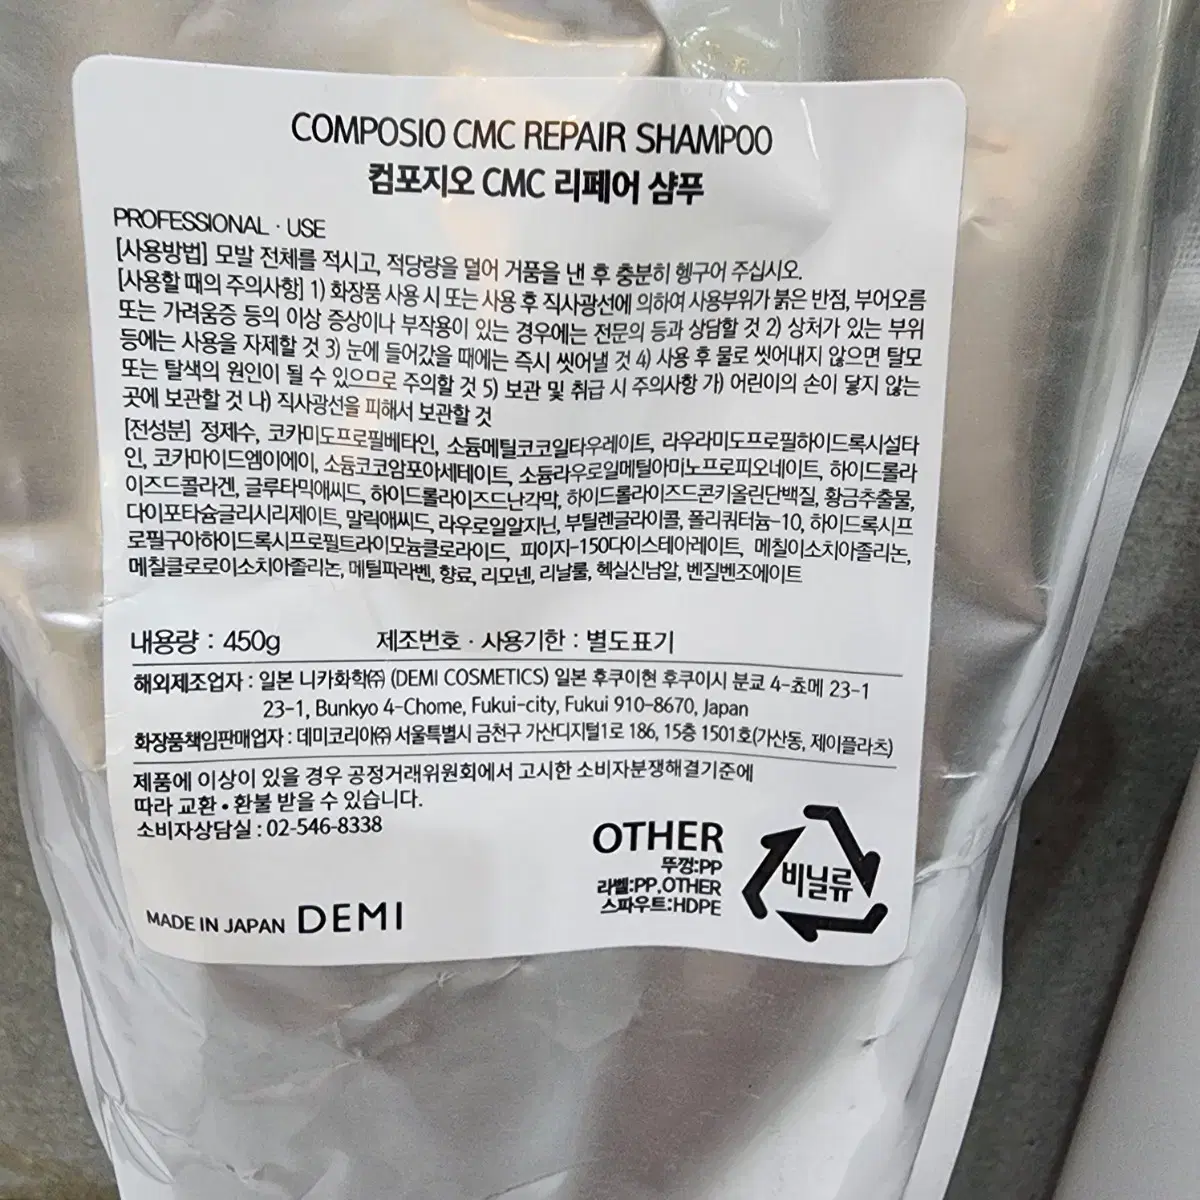 COMPOSIO CMC REPAIR SHAMPOO
컴포지오 CMC 리페어 샴푸
PROFESSIONAL · USE
[사용방법] 모발 전체를 적시고, 적당량을 덜어 거품을 낸 후 충분히 헹구어 주십시오.
[사용할 때의 주의사항] 1) 화장품 사용 시 또는 사용 후 직사광선에 의하여 사용부위가 붉은 반점, 부어오름
또는 가려움증 등의 이상 증상이나 부작용이 있는 경우에는 전문의 등과 상담할 것 2) 상처가 있는 부위
등에는 사용을 자제할 것 3) 눈에 들어갔을 때에는 즉시 씻어낼 것 4) 사용 후 물로 씻어내지 않으면 탈모
또는 탈색의 원인이 될 수 있으므로 주의할 것 5) 보관 및 취급 시 주의사항 가) 어린이의 손이 닿지 않는
곳에 보관할 것 나) 직사광선을 피해서 보관할 것
[전성분] 정제수, 코카미도프로필베타인, 소듐메틸코코일타우레이트, 라우라미도프로필하이드록시설타
인, 코카마이드엠이에이, 소듐코코암포아세테이트, 소듐라우로일메틸아미노프로피오네이트, 하이드롤라
이즈드콜라겐, 글루타믹애씨드, 하이드롤라이즈드난각막, 하이드롤라이즈드콘키올린단백질, 황금추출물,
다이포타슘글리시리제이트, 말릭애씨드, 라우로일알지닌, 부틸렌글라이콜, 폴리쿼터늄-10, 하이드록시프
로필구아하이드록시프로필트라이모늄클로라이드, 피이지-150다이스테아레이트, 메칠이소치아졸리논,
메칠클로로이소치아졸리논, 메틸파라벤, 향료, 리모넨, 리날룰, 헥실신남알, 벤질벤조에이트
내용량 : 450g 제조번호 · 사용기한 : 별도표기
해외제조업자 : 일본 니카화학㈜ (DEMI COSMETICS) 일본 후쿠이현 후쿠이시 분쿄 4-쵸메 23-1
23-1, Bunkyo 4-Chome, Fukui-city, Fukui 910-8670, Japan
화장품책임판매업자 : 데미코리아㈜ 서울특별시 금천구 가산디지털1로 186, 15층 1501호(가산동, 제이플라츠)
제품에 이상이 있을 경우 공정거래위원회에서 고시한 소비자분쟁해결기준에
따라 교환 • 환불 받을 수 있습니다.
소비자상담실 : 02-546-8338
OTHER
뚜껑:PP
라벨:PP,OTHER
스파우트:HDPE
비닐류
MADE IN JAPAN DEMI